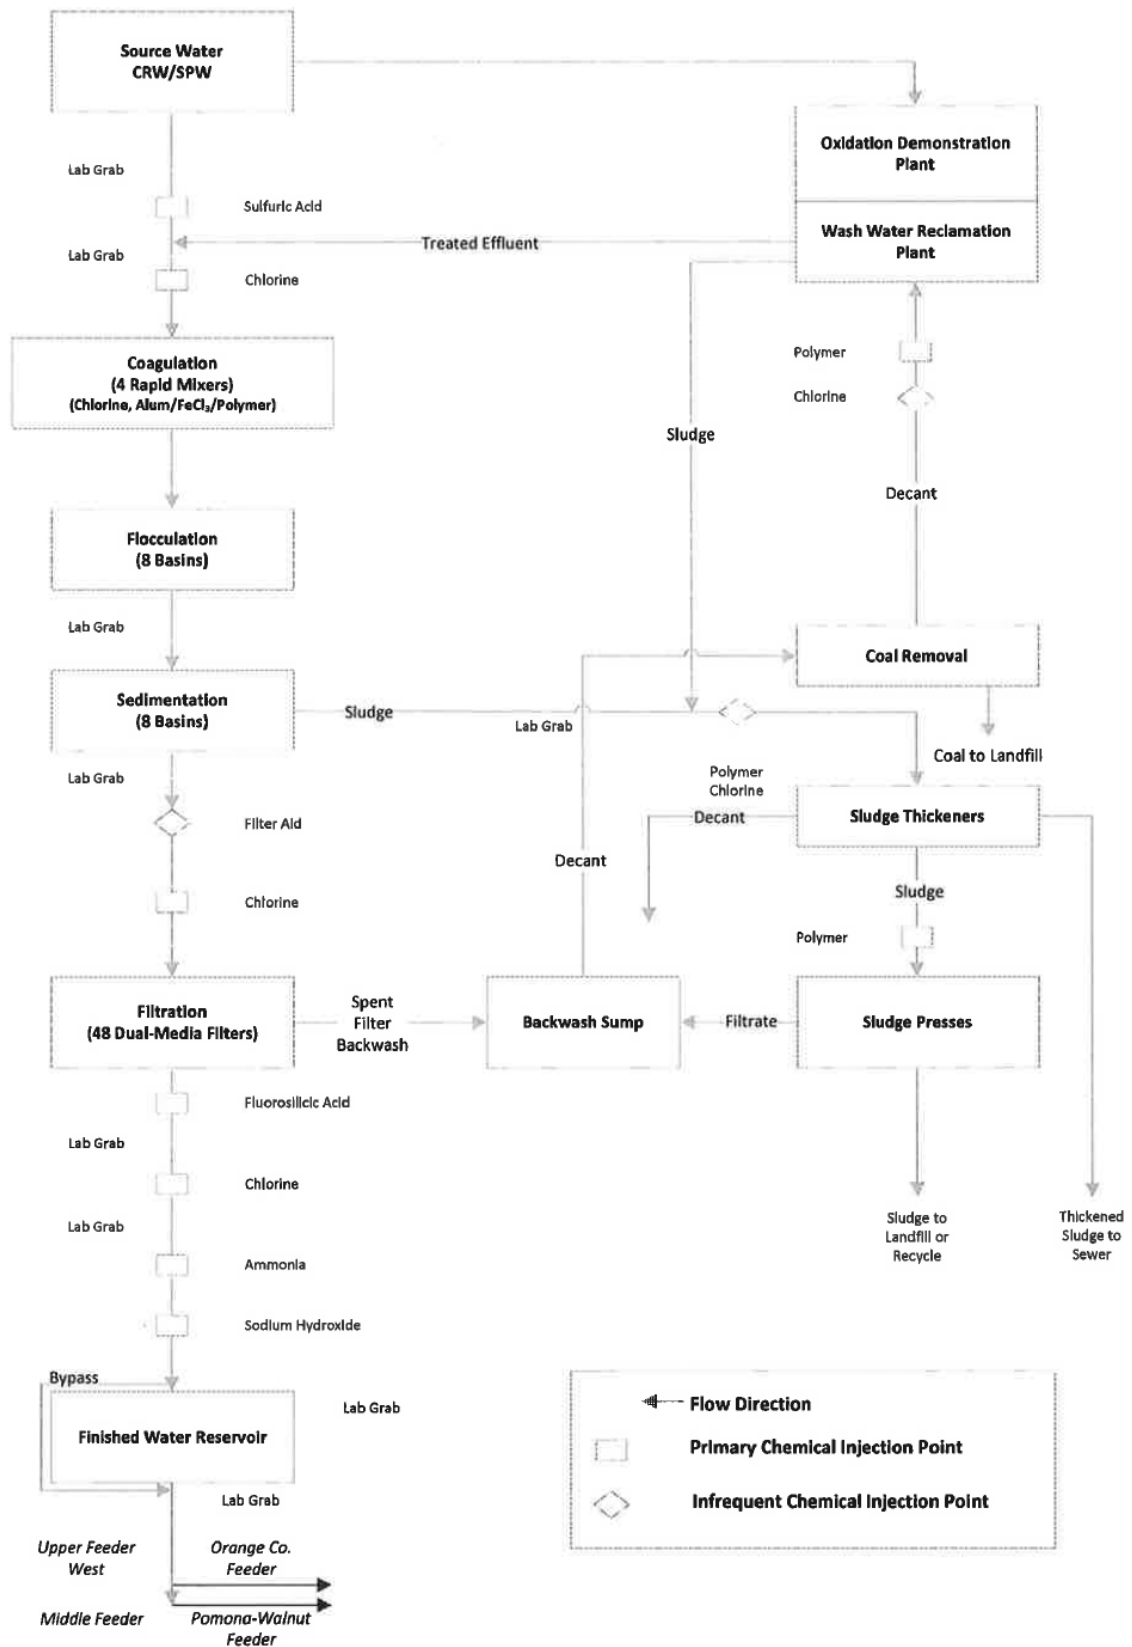 Source Water
CRW/SPW
Lab Grab
Sulfuric Acid
Lab Grab
Chlorine
Treated Effluent
Oxidation Demonstration
Plant
Wash Water Reclamation
Plant
Coagulation
(4 Rapid Mixers)
(Chlorine, Alum/FeCl₃/Polymer)
Polymer
Chlorine
Sludge
Decant
Flocculation
(8 Basins)
Lab Grab
Coal Removal
Sedimentation
(8 Basins)
Sludge
Lab Grab
Coal to Landfill
Lab Grab
Polymer
Chlorine
Filter Aid
Decant
Sludge Thickeners
Decant
Sludge
Chlorine
Polymer
Filtration
(48 Dual-Media Filters)
Spent
Filter
Backwash
Backwash Sump
Filtrate
Sludge Presses
Fluorosilicic Acid
Lab Grab
Chlorine
Lab Grab
Ammonia
Sodium Hydroxide
Sludge to
Landfill or
Recycle
Thickened
Sludge to
Sewer
Bypass
Lab Grab
Finished Water Reservoir
Lab Grab
Upper Feeder
West
Orange Co.
Feeder
Middle Feeder
Pomona-Walnut
Feeder
Flow Direction
Primary Chemical Injection Point
Infrequent Chemical Injection Point